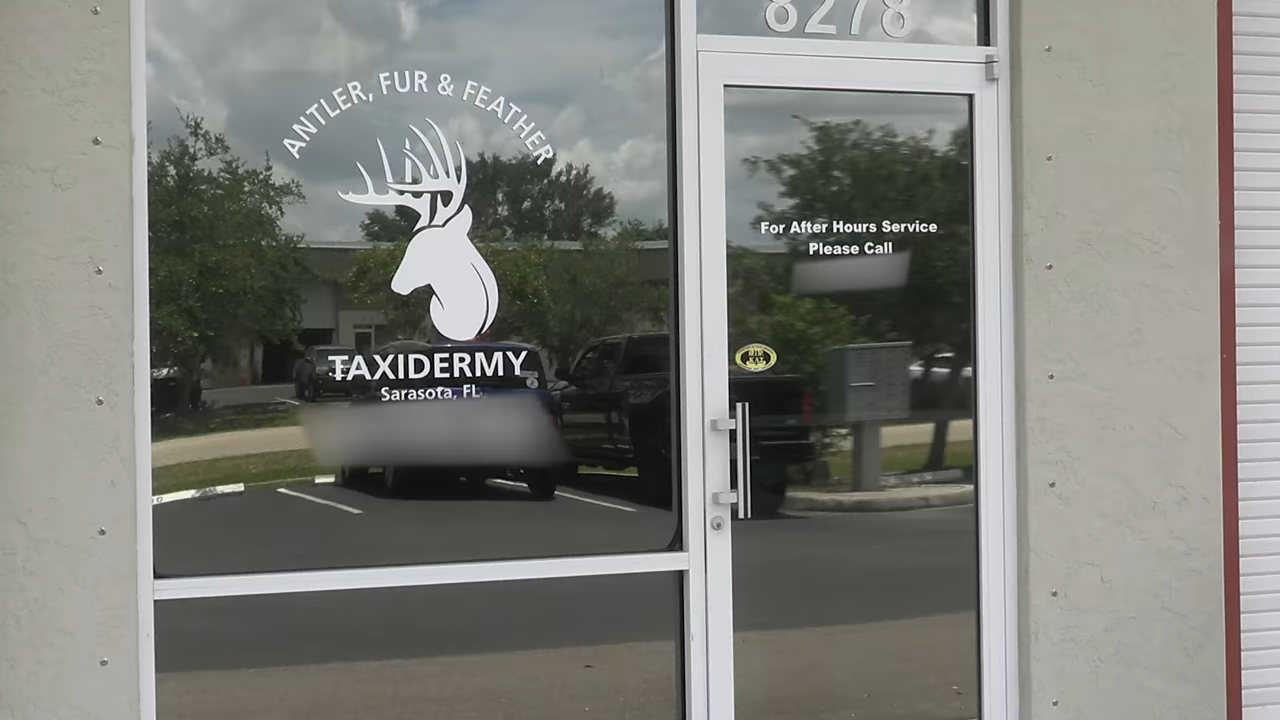 8278
ANTLER, FUR & FEATHER
TAXIDERMY
Sarasota, FL
For After Hours Service
Please Call